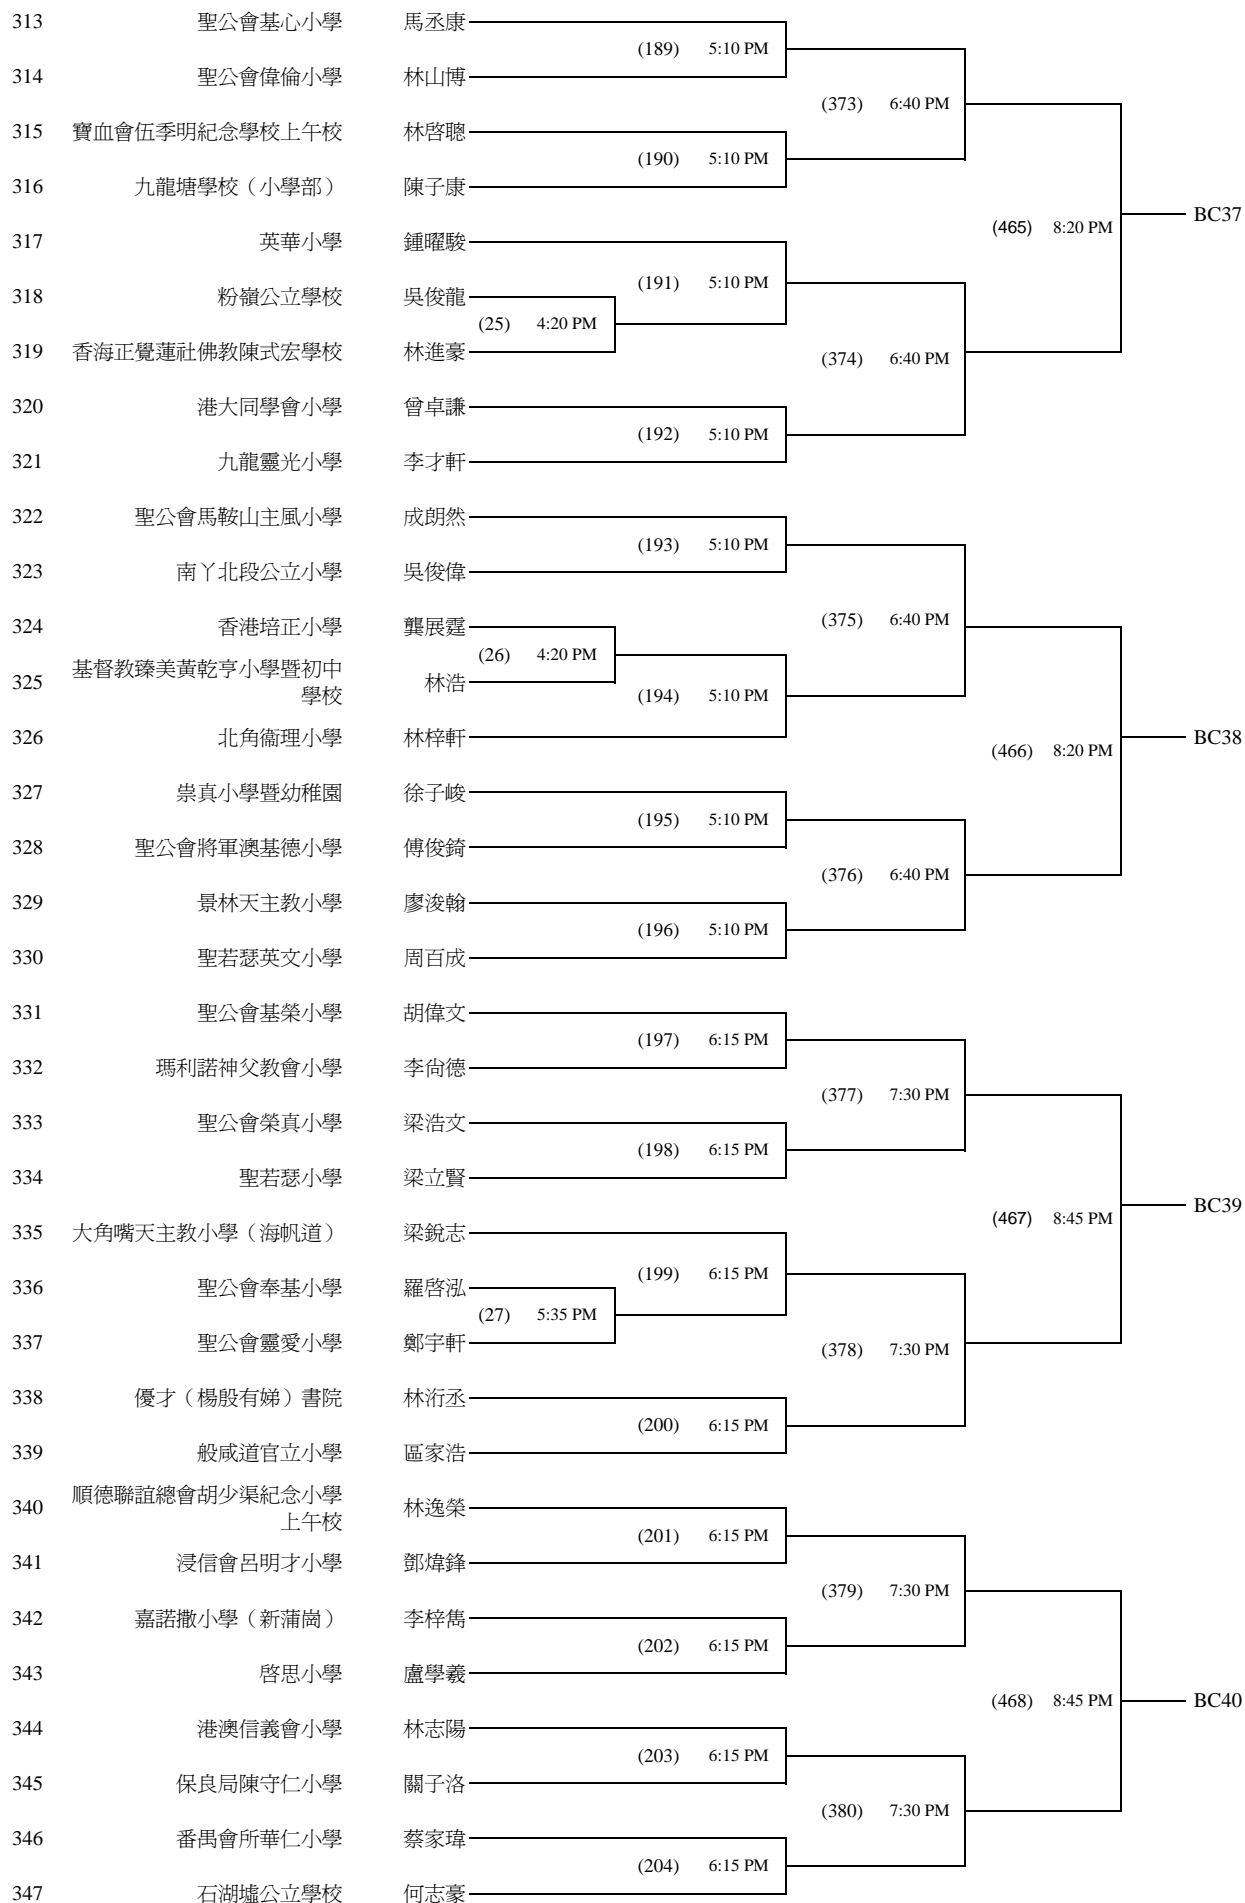 313 聖公會基心小學 馬丞康
(189) 5:10 PM
314 聖公會偉倫小學 林山博
(373) 6:40 PM
315 寶血會伍季明紀念學校上午校 林啓聰
(190) 5:10 PM
316 九龍塘學校（小學部） 陳子康
(465) 8:20 PM BC37
317 英華小學 鍾曜駿
(191) 5:10 PM
318 粉嶺公立學校 吳俊龍
(25) 4:20 PM
319 香海正覺蓮社佛教陳式宏學校 林進豪
(374) 6:40 PM
320 港大同學會小學 曾卓謙
(192) 5:10 PM
321 九龍靈光小學 李才軒
322 聖公會馬鞍山主風小學 成朗然
(193) 5:10 PM
323 南丫北段公立小學 吳俊偉
(375) 6:40 PM
324 香港培正小學 龔展霆
(26) 4:20 PM
325 基督教臻美黃乾亨小學暨初中
學校 林浩
(194) 5:10 PM
326 北角衞理小學 林梓軒
(466) 8:20 PM BC38
327 崇真小學暨幼稚園 徐子峻
(195) 5:10 PM
328 聖公會將軍澳基德小學 傅俊錡
(376) 6:40 PM
329 景林天主教小學 廖浚翰
(196) 5:10 PM
330 聖若瑟英文小學 周百成
331 聖公會基榮小學 胡偉文
(197) 6:15 PM
332 瑪利諾神父教會小學 李尙德
(377) 7:30 PM
333 聖公會榮真小學 梁浩文
(198) 6:15 PM
334 聖若瑟小學 梁立賢
(467) 8:45 PM BC39
335 大角嘴天主教小學（海帆道） 梁銳志
(199) 6:15 PM
336 聖公會奉基小學 羅啓泓
(27) 5:35 PM
337 聖公會靈愛小學 鄭宇軒
(378) 7:30 PM
338 優才（楊殷有娣）書院 林洐丞
(200) 6:15 PM
339 般咸道官立小學 區家浩
340 順德聯誼總會胡少渠紀念小學
上午校 林逸榮
(201) 6:15 PM
341 浸信會呂明才小學 鄧煒鋒
(379) 7:30 PM
342 嘉諾撒小學（新蒲崗） 李梓雋
(202) 6:15 PM
343 啓思小學 盧學羲
(468) 8:45 PM BC40
344 港澳信義會小學 林志陽
(203) 6:15 PM
345 保良局陳守仁小學 關子洛
(380) 7:30 PM
346 番禺會所華仁小學 蔡家瑋
(204) 6:15 PM
347 石湖墟公立學校 何志豪